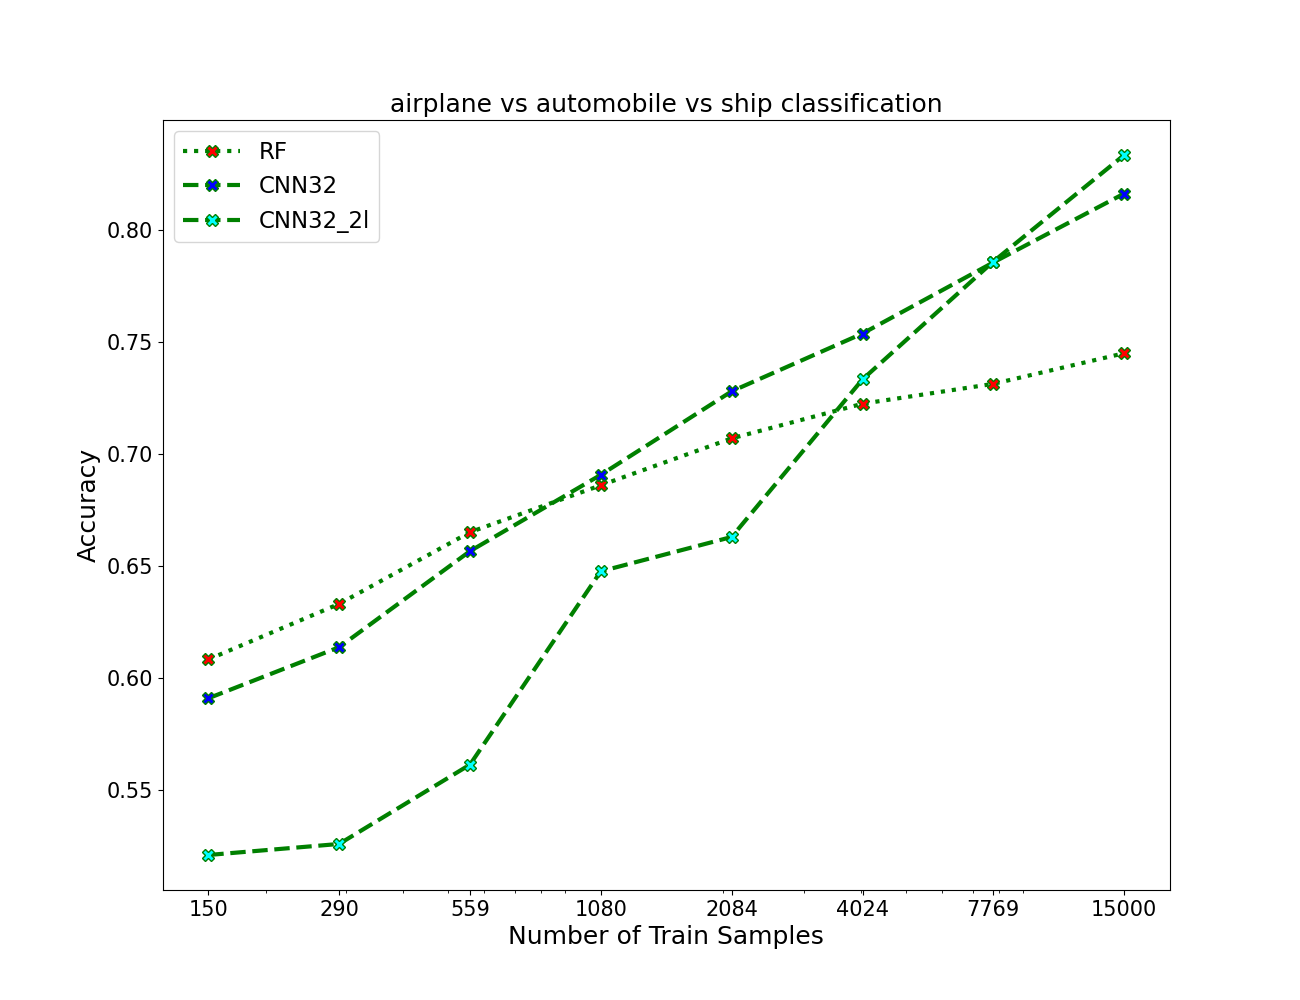 airplane vs automobile vs ship classification
RF
CNN32
CNN32_2l
0.80
0.75
0.70
0.65
0.60
0.55
Accuracy
150 290 559 1080 2084 4024 7769 15000
Number of Train Samples